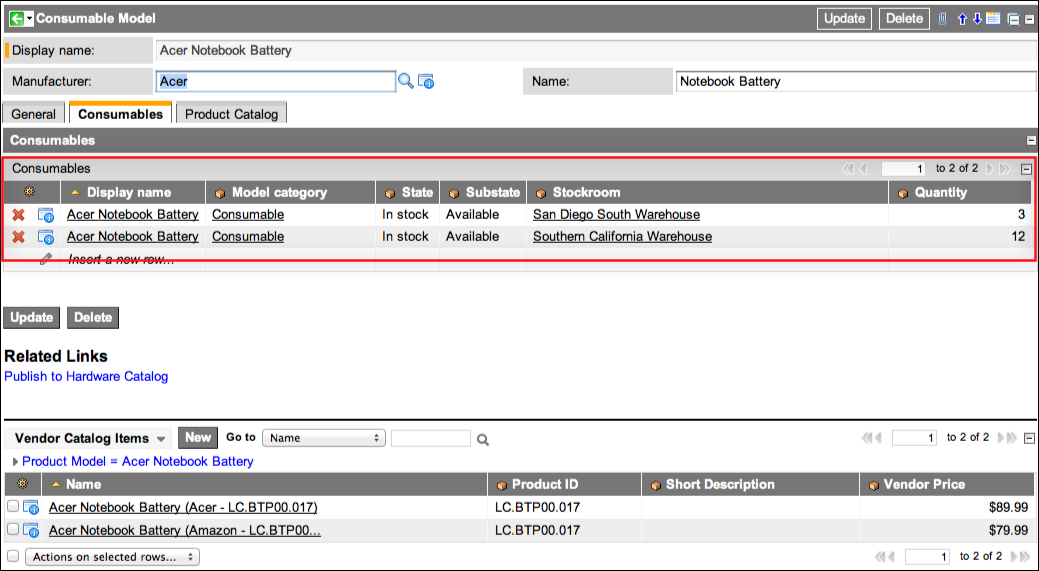 Consumable Model Update Delete
Display name: Acer Notebook Battery
Manufacturer: Acer Name: Notebook Battery
General Consumables Product Catalog
Consumables
Consumables 1 to 2 of 2
Display name Model category State Substate Stockroom Quantity
Acer Notebook Battery Consumable In stock Available San Diego South Warehouse 3
Acer Notebook Battery Consumable In stock Available Southern California Warehouse 12
Insert a new row...
Update Delete
Related Links
Publish to Hardware Catalog
Vendor Catalog Items New Go to Name 1 to 2 of 2
Product Model = Acer Notebook Battery
Name Product ID Short Description Vendor Price
Acer Notebook Battery (Acer - LC.BTP00.017) LC.BTP00.017 $89.99
Acer Notebook Battery (Amazon - LC.BTP00... LC.BTP00.017 $79.99
Actions on selected rows... 1 to 2 of 2